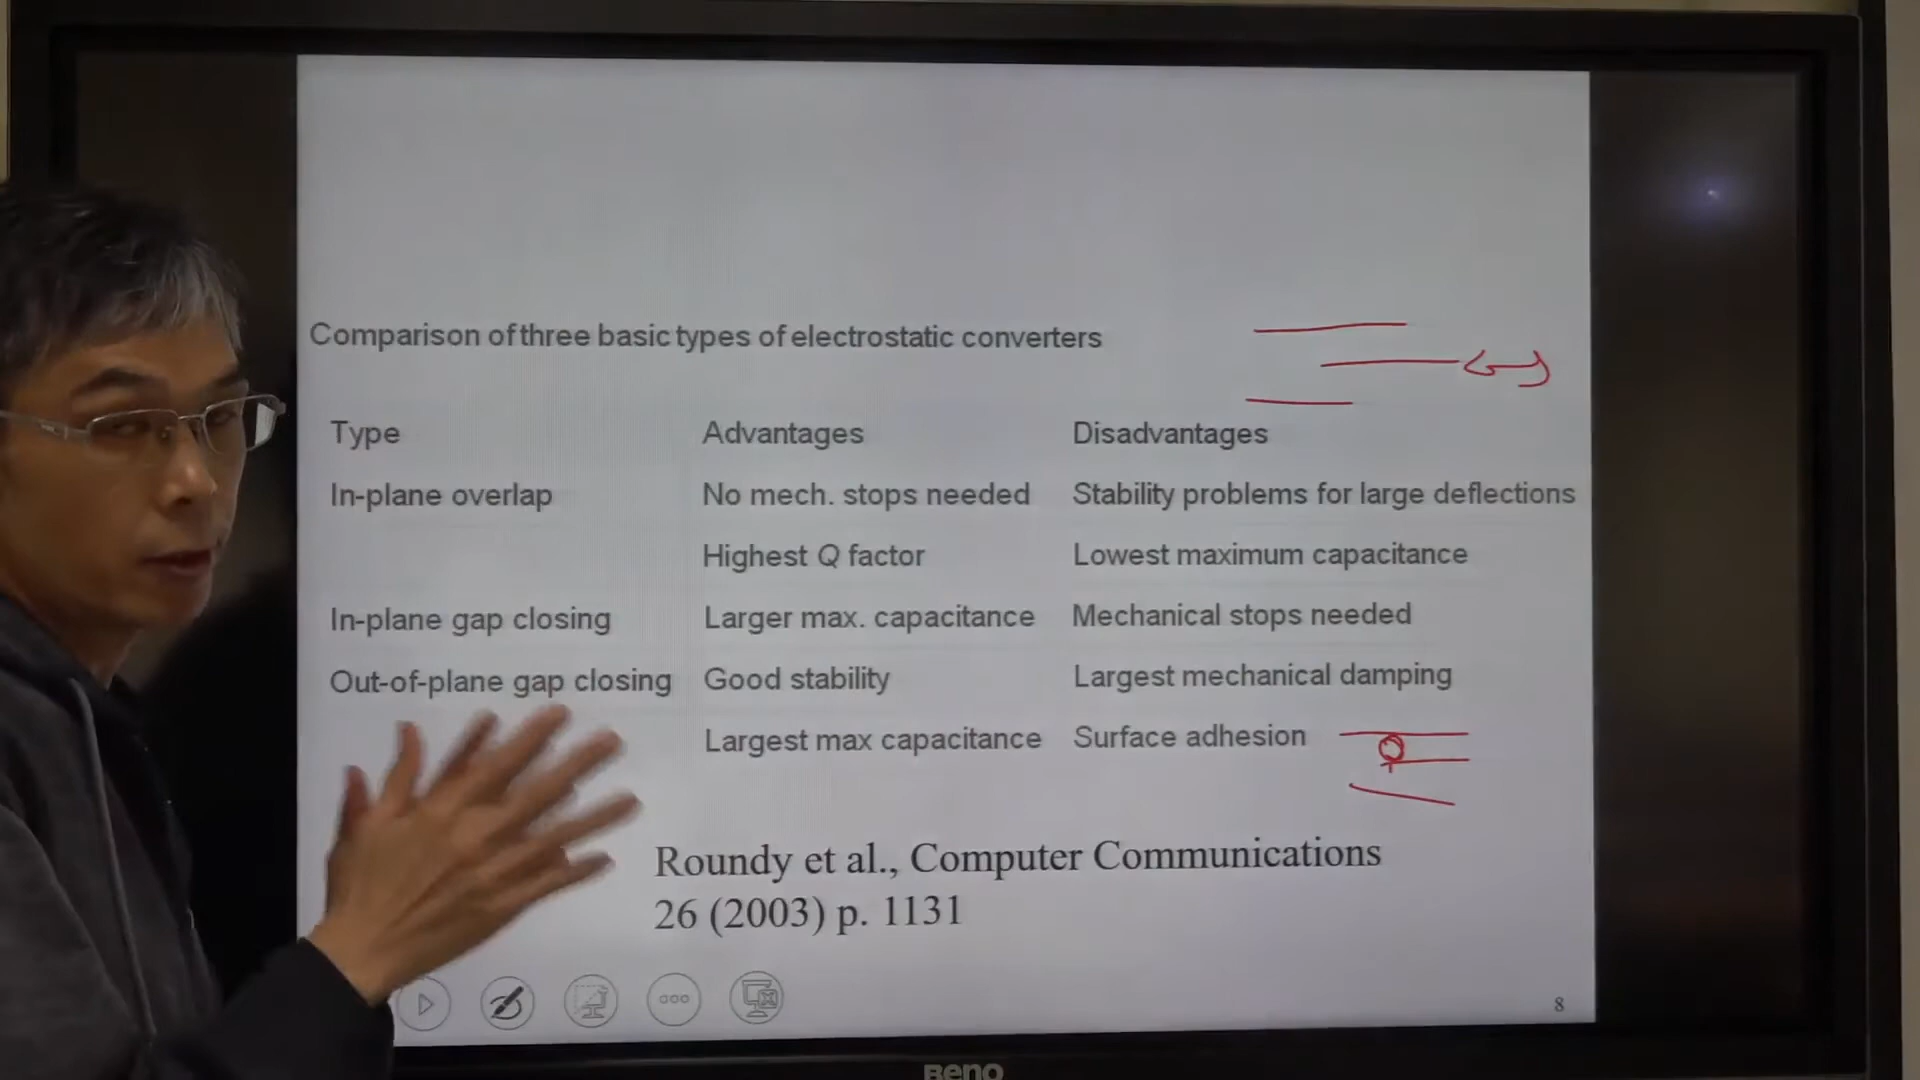 Comparison of three basic types of electrostatic converters
Type Advantages Disadvantages
In-plane overlap No mech. stops needed Stability problems for large deflections
Highest Q factor Lowest maximum capacitance
In-plane gap closing Larger max. capacitance Mechanical stops needed
Out-of-plane gap closing Good stability Largest mechanical damping
Largest max capacitance Surface adhesion
Roundy et al., Computer Communications
26 (2003) p. 1131
8
BenQ